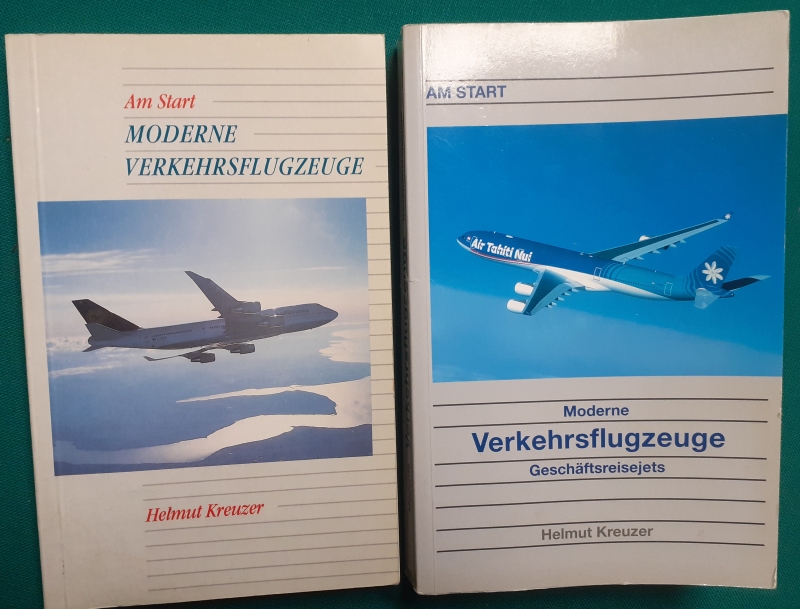 Am Start
MODERNE
VERKEHRSFLUGZEUGE
Helmut Kreuzer
AM START
Air Tahiti Nui
Moderne
Verkehrsflugzeuge
Geschäftsreisejets
Helmut Kreuzer